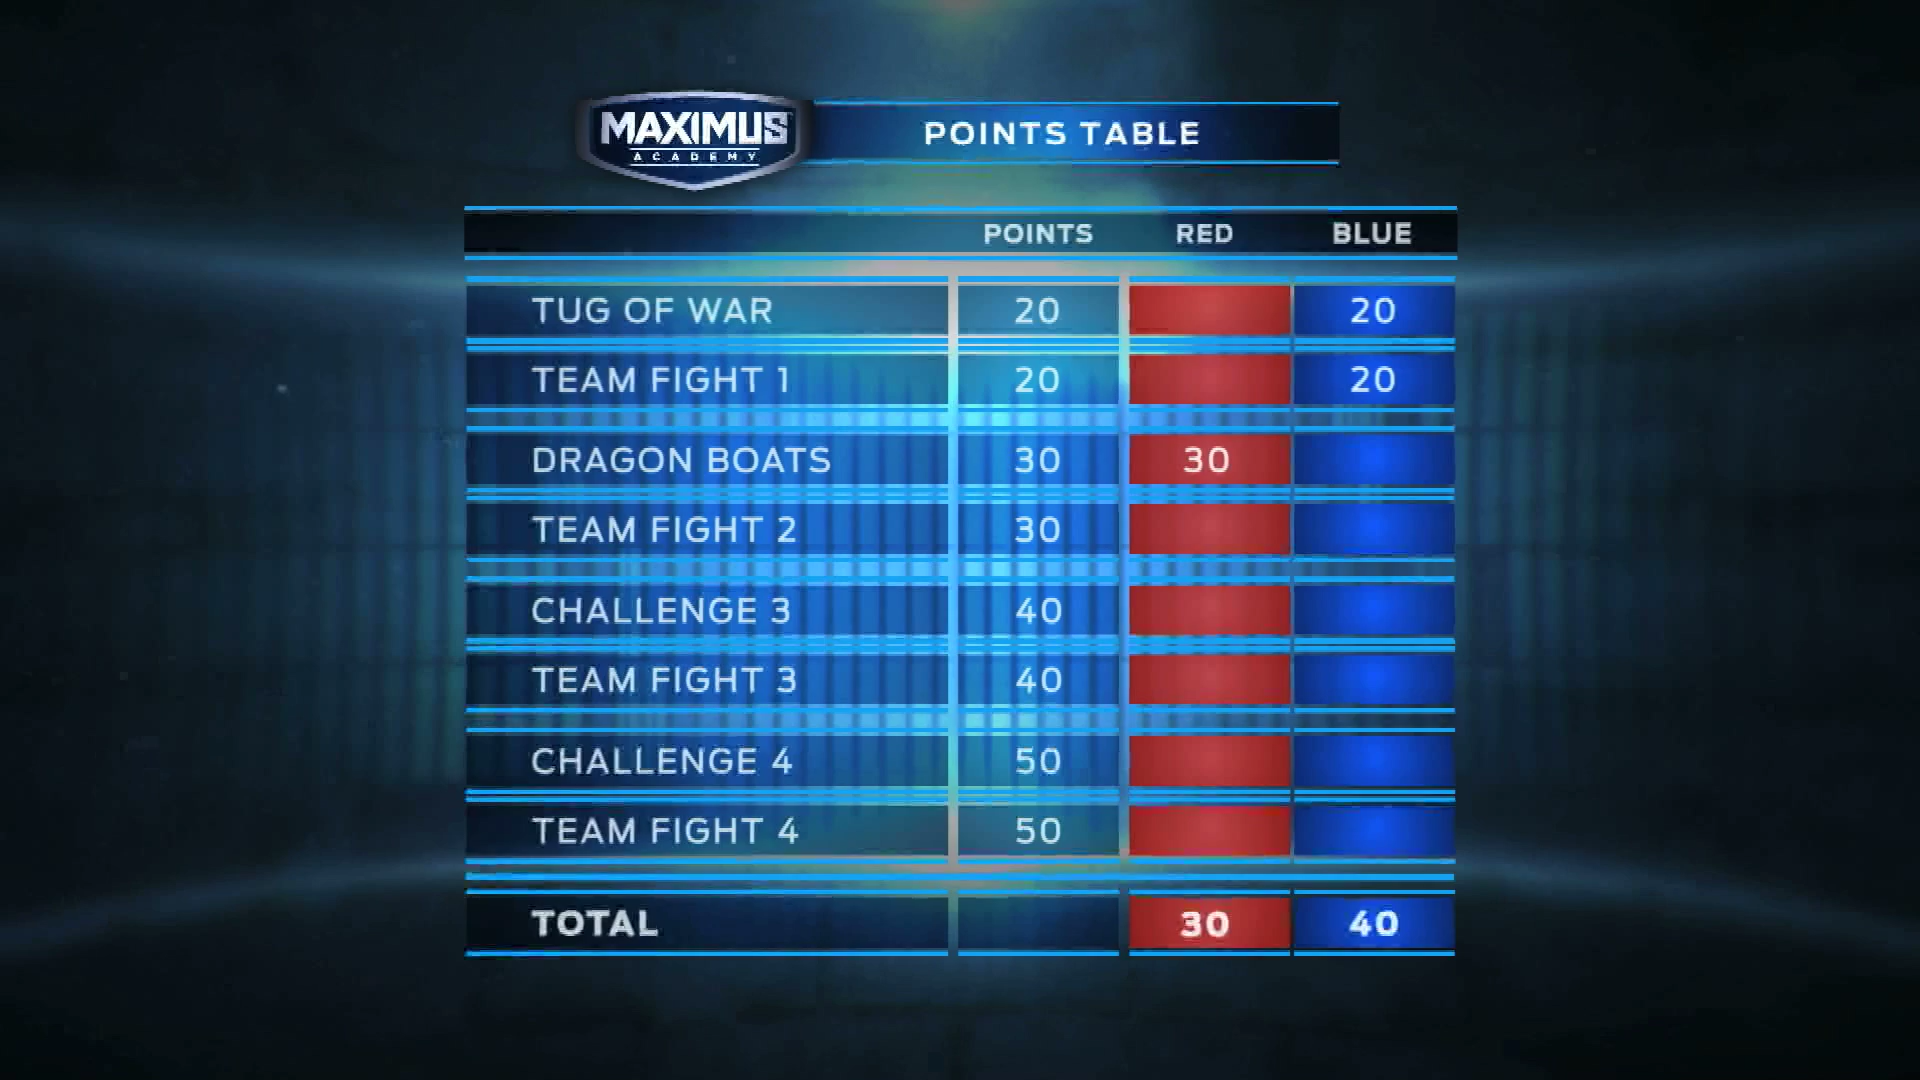 MAXIMUS
ACADEMY
POINTS TABLE
POINTS RED BLUE
TUG OF WAR 20 20
TEAM FIGHT 1 20 20
DRAGON BOATS 30 30
TEAM FIGHT 2 30
CHALLENGE 3 40
TEAM FIGHT 3 40
CHALLENGE 4 50
TEAM FIGHT 4 50
TOTAL 30 40